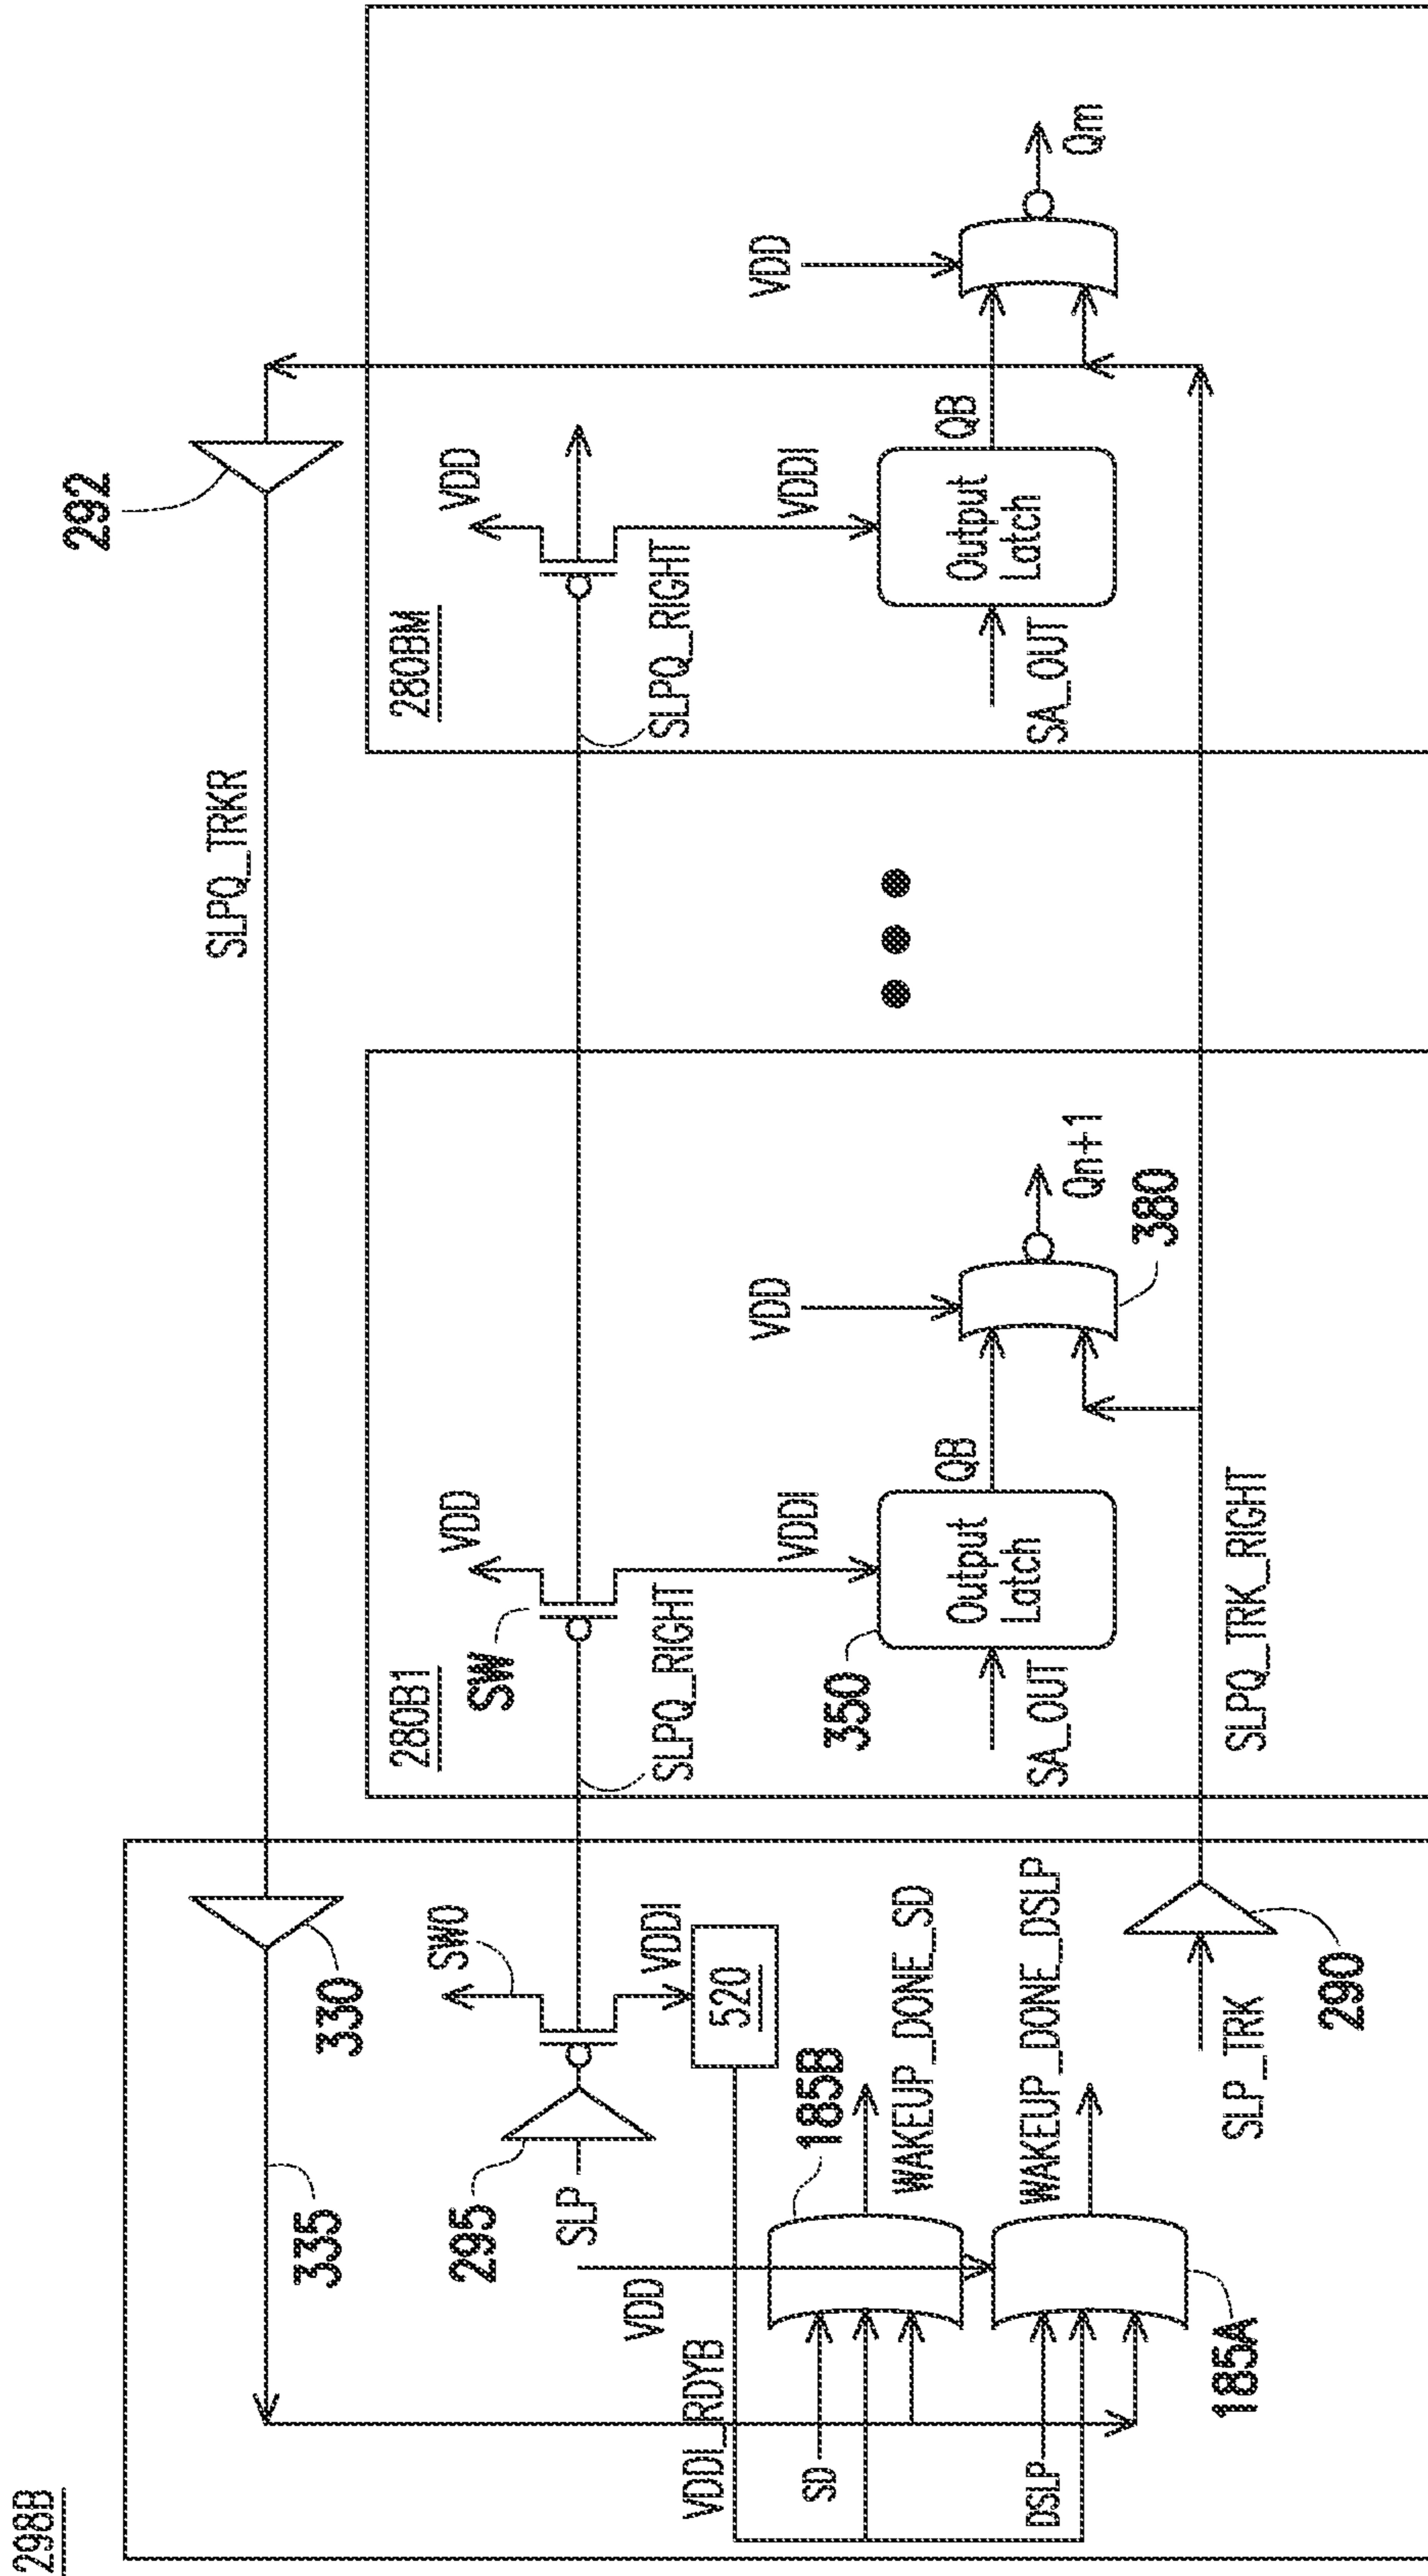 298B
335
330
SLPQ_TRKR
292
295
SLP
SW0
VDDI
520
VDD
VDDI_RDYB
185B
SD
WAKEUP_DONE_SD
DSLP
WAKEUP_DONE_DSLP
185A
SLP_TRK
290
280B1
SW
VDD
SLPQ_RIGHT
VDDI
350
SA_OUT
Output
Latch
QB
VDD
Qn+1
380
SLPQ_TRK_RIGHT
280BM
VDD
SLPQ_RIGHT
VDDI
SA_OUT
Output
Latch
QB
VDD
Qm